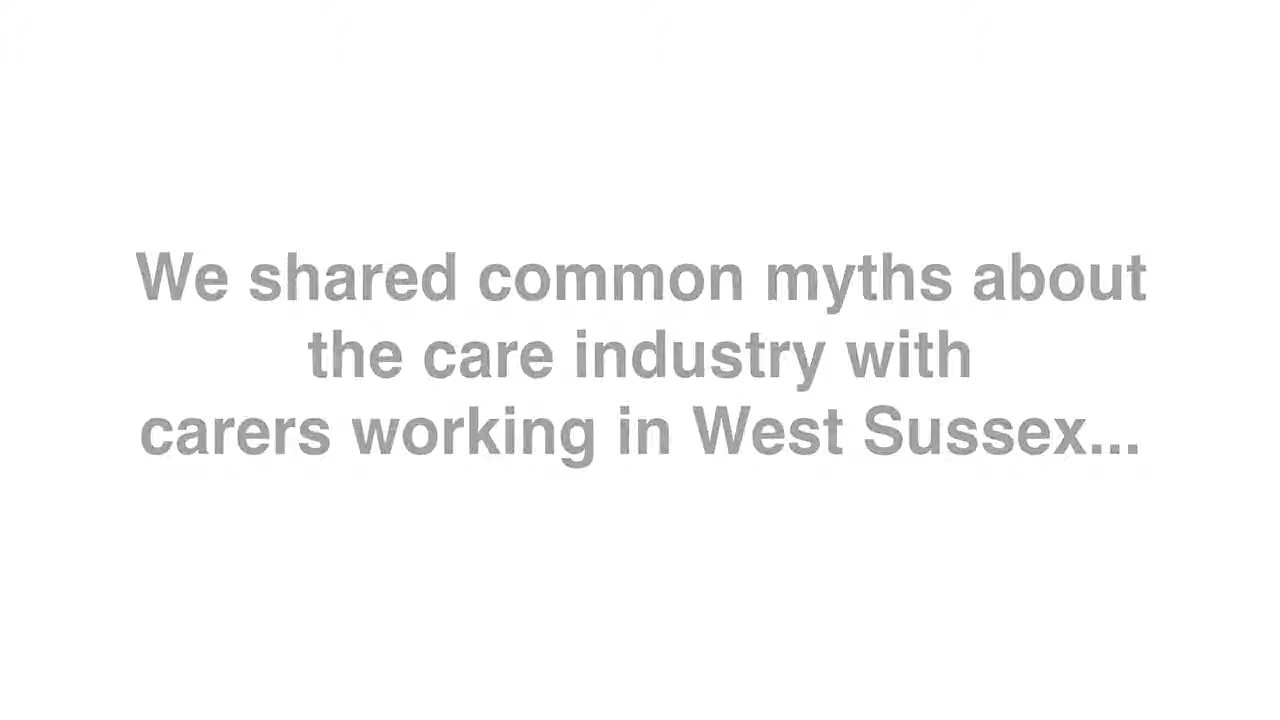 We shared common myths about
the care industry with
carers working in West Sussex...